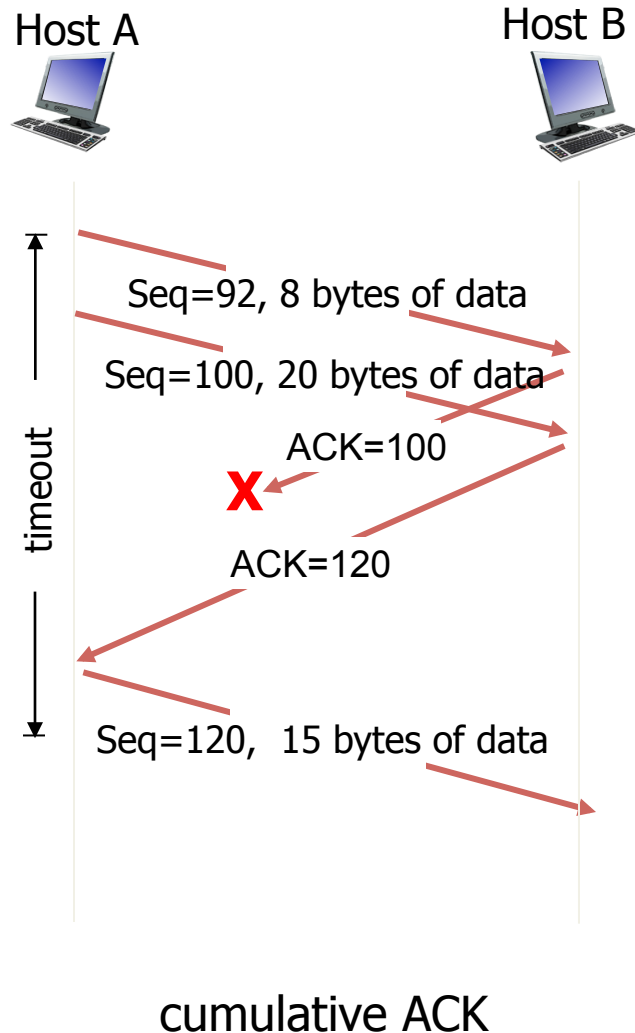 Host A
Host B
Seq=92, 8 bytes of data
Seq=100, 20 bytes of data
ACK=100
X
timeout
ACK=120
Seq=120, 15 bytes of data
cumulative ACK